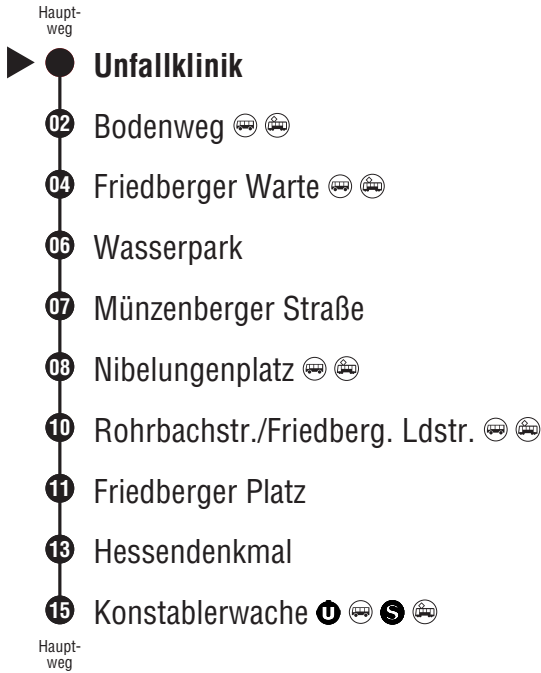 Haupt-
weg
Unfallklinik
02 Bodenweg
04 Friedberger Warte
06 Wasserpark
07 Münzenberger Straße
08 Nibelungenplatz
10 Rohrbachstr./Friedberg. Ldstr.
11 Friedberger Platz
13 Hessendenkmal
15 Konstablerwache U S
Haupt-
weg